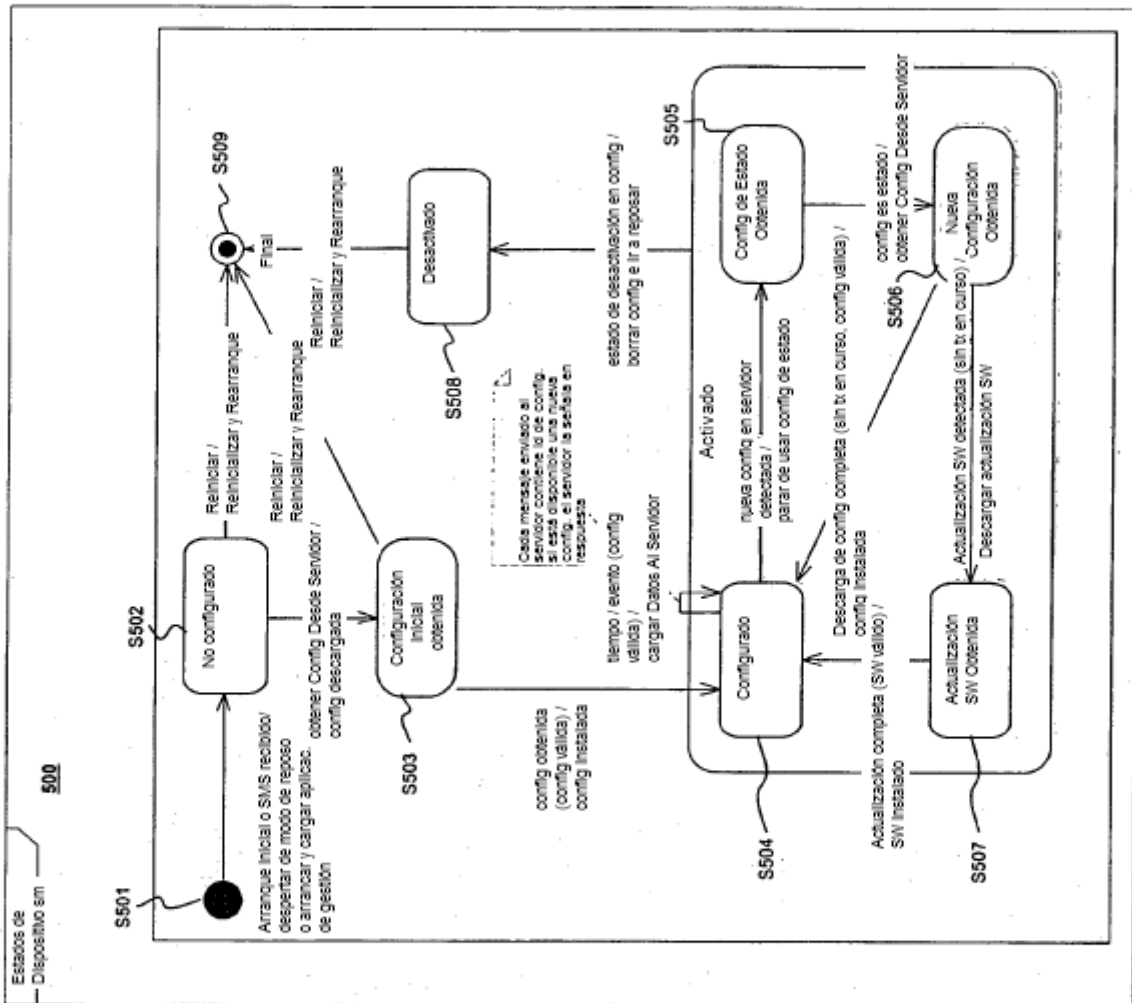 Estados de
Dispositivo sm
500
S501
Arranque Inicial o SMS recibido/
despertar de modo de reposo
o arrancar y cargar aplicac.
de gestión
S502
No configurado
Reiniciar /
Reinicializar y Rearranque
S509
obtener Config Desde Servidor /
config descargada
Reiniciar /
Reinicializar y Rearranque
Final
S503
Configuración
Inicial
obtenida
Reiniciar /
Reinicializar y Rearranque
Desactivado
S508
config obtenida
(config válida) /
config Instalada
Cada mensaje enviado al
servidor contiene Id de config.
si está disponible una nueva
config. el servidor la señala en
respuesta
tiempo / evento (config
válida) /
cargar Datos Al Servidor
estado de desactivación en config /
borrar config e Ir a reposar
Activado
S504
Configurado
nueva config en servidor
detectada /
parar de usar config de estado
S505
Config de Estado
Obtenida
Descarga de config completa (sin tx en curso, config válida) /
config Instalada
config es estado /
obtener Config Desde Servidor
Actualización completa (SW válido) /
SW Instalado
S507
Actualización
SW Obtenida
Actualización SW detectada (sin tx en curso) /
Descargar actualización SW
S506
Nueva
Configuración
Obtenida